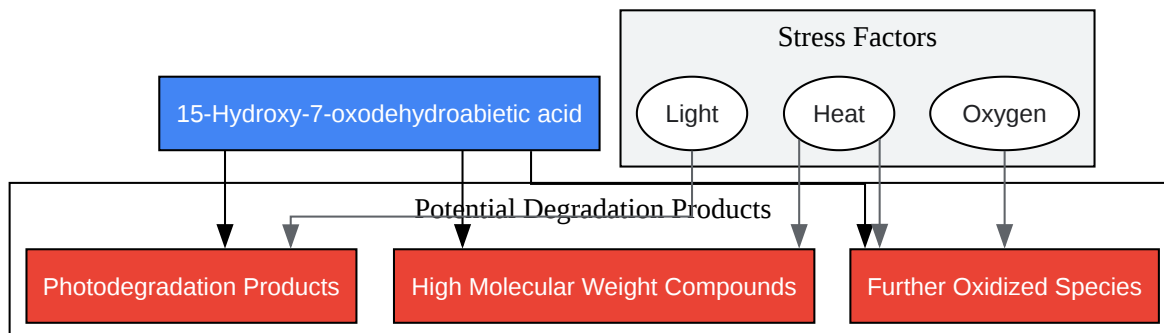 Stress Factors
15-Hydroxy-7-oxodehydroabietic acid
Light
Heat
Oxygen
Potential Degradation Products
Photodegradation Products
High Molecular Weight Compounds
Further Oxidized Species